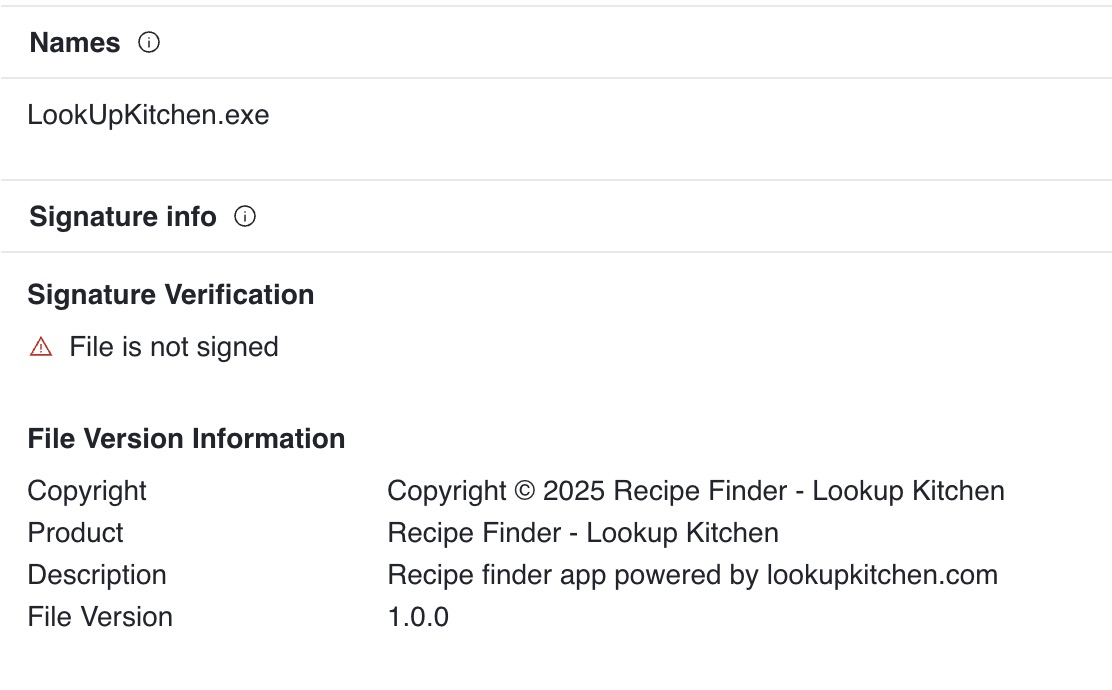 Names
LookUpKitchen.exe
Signature info
Signature Verification
File is not signed
File Version Information
Copyright Copyright © 2025 Recipe Finder - Lookup Kitchen
Product Recipe Finder - Lookup Kitchen
Description Recipe finder app powered by lookupkitchen.com
File Version 1.0.0